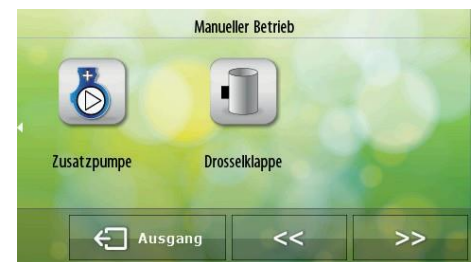 Manueller Betrieb
Zusatzpumpe Drosselklappe
Ausgang << >>